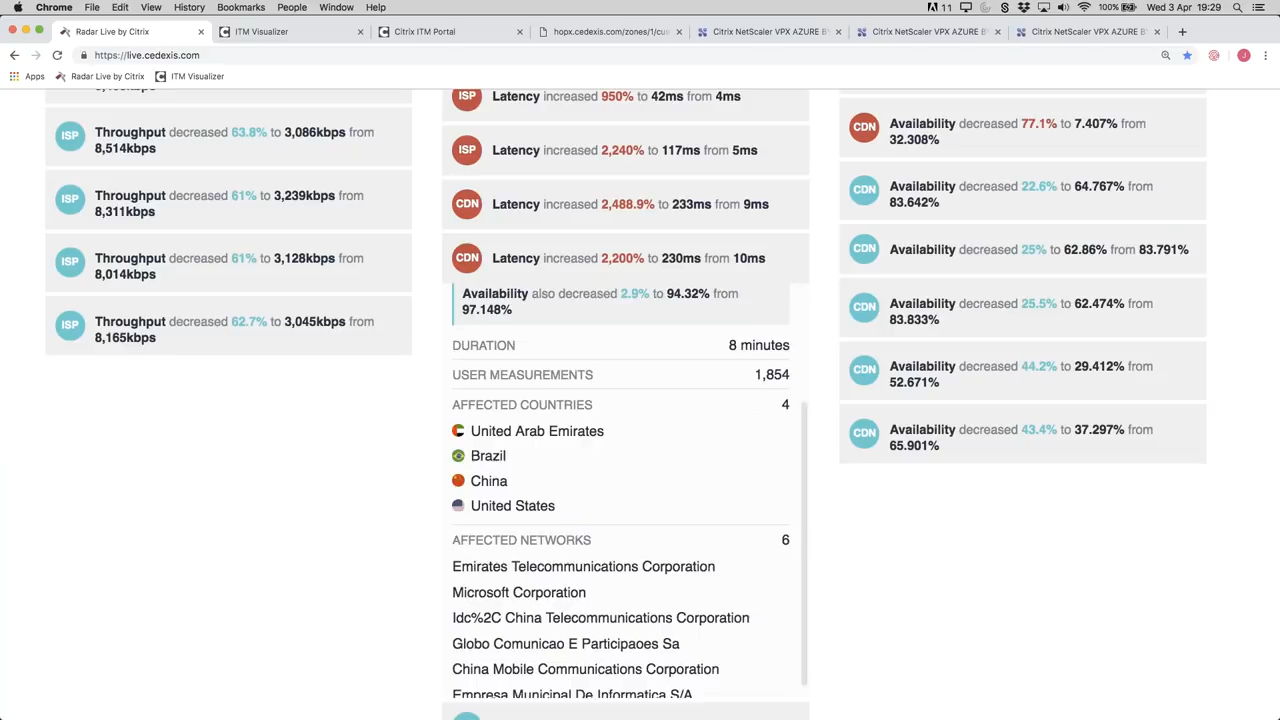 Chrome File Edit View History Bookmarks People Window Help
11 100% Wed 3 Apr 19:29
Radar Live by Citrix
ITM Visualizer
Citrix ITM Portal
hopx.cedexis.com/zones/1/cu
Citrix NetScaler VPX AZURE B
Citrix NetScaler VPX AZURE B
Citrix NetScaler VPX AZURE B
https://live.cedexis.com
J
Apps Radar Live by Citrix ITM Visualizer
ISP
Throughput decreased 63.8% to 3,086kbps from
8,514kbps
ISP
Throughput decreased 61% to 3,239kbps from
8,311kbps
ISP
Throughput decreased 61% to 3,128kbps from
8,014kbps
ISP
Throughput decreased 62.7% to 3,045kbps from
8,165kbps
ISP
Latency increased 950% to 42ms from 4ms
ISP
Latency increased 2,240% to 117ms from 5ms
CDN
Latency increased 2,488.9% to 233ms from 9ms
CDN
Latency increased 2,200% to 230ms from 10ms
Availability also decreased 2.9% to 94.32% from
97.148%
DURATION 8 minutes
USER MEASUREMENTS 1,854
AFFECTED COUNTRIES 4
United Arab Emirates
Brazil
China
United States
AFFECTED NETWORKS 6
Emirates Telecommunications Corporation
Microsoft Corporation
Idc%2C China Telecommunications Corporation
Globo Comunicao E Participaoes Sa
China Mobile Communications Corporation
Empresa Municipal De Informatica S/A
CDN
Availability decreased 77.1% to 7.407% from
32.308%
CDN
Availability decreased 22.6% to 64.767% from
83.642%
CDN
Availability decreased 25% to 62.86% from 83.791%
CDN
Availability decreased 25.5% to 62.474% from
83.833%
CDN
Availability decreased 44.2% to 29.412% from
52.671%
CDN
Availability decreased 43.4% to 37.297% from
65.901%